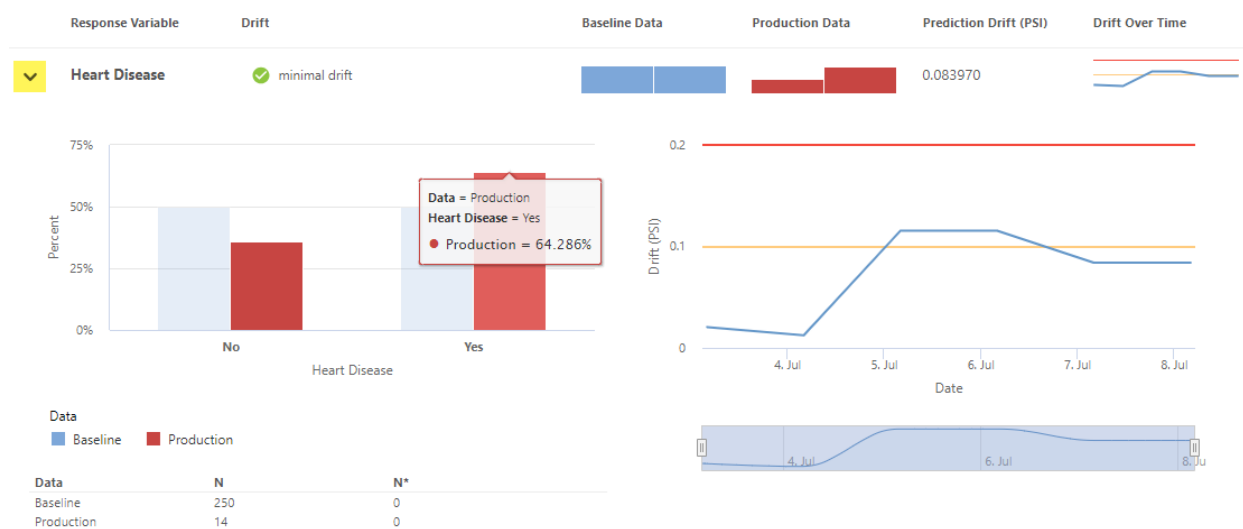 Response Variable Drift Baseline Data Production Data Prediction Drift (PSI) Drift Over Time
Heart Disease minimal drift 0.083970
75%
50%
25%
0%
Percent
Data = Production
Heart Disease = Yes
Production = 64.286%
No Yes
Heart Disease
0.2
0.1
0
Drift (PSI)
4. Jul 5. Jul 6. Jul 7. Jul 8. Jul
Date
Data
Baseline Production
4. Jul 6. Jul 8. Ju
Data N N*
Baseline 250 0
Production 14 0